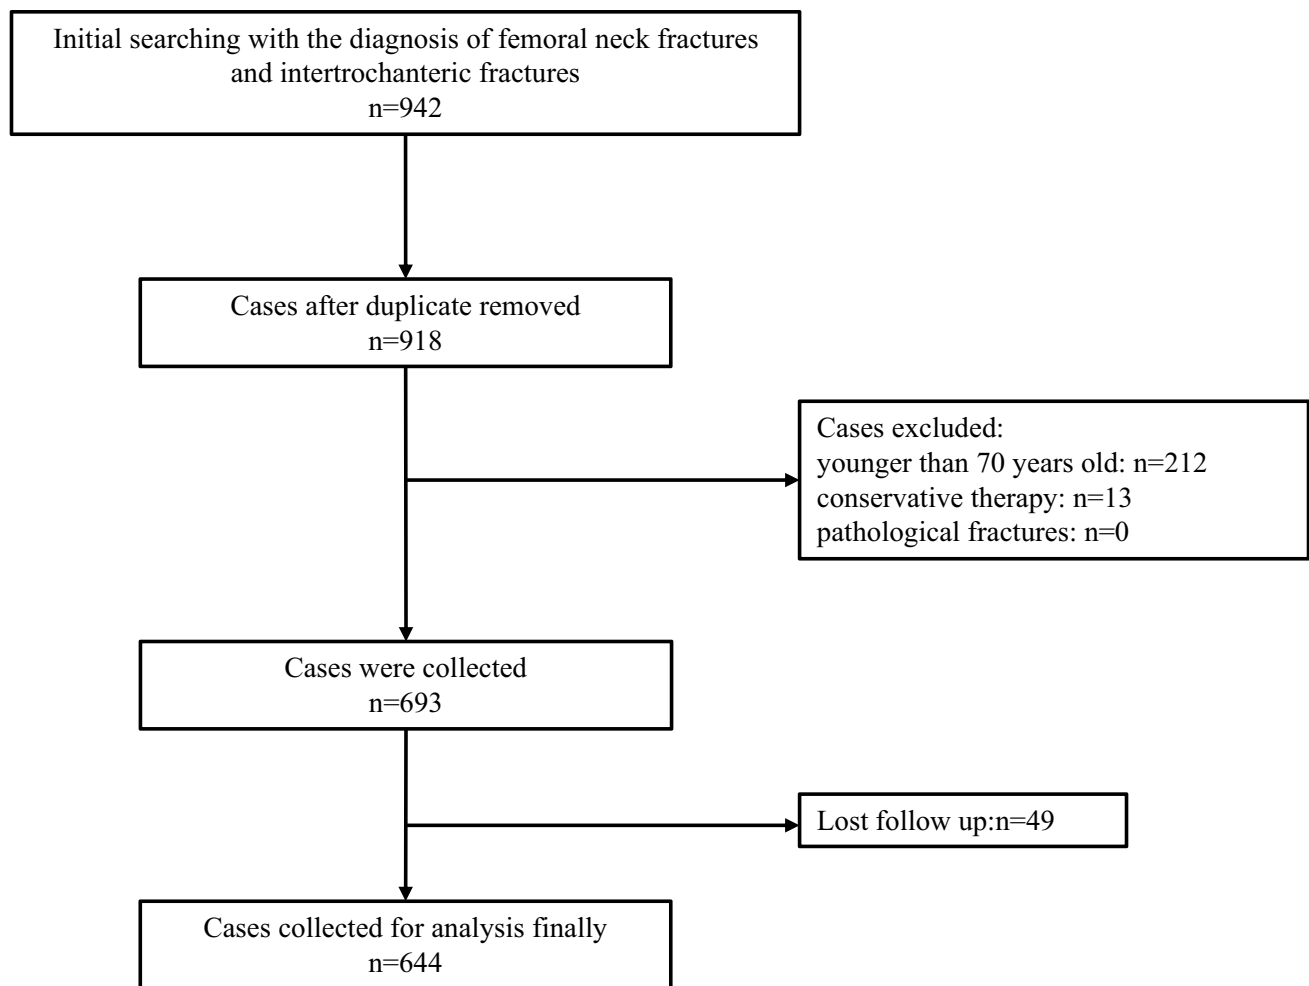 Initial searching with the diagnosis of femoral neck fractures
and intertrochanteric fractures
n=942
Cases after duplicate removed
n=918
Cases excluded:
younger than 70 years old: n=212
conservative therapy: n=13
pathological fractures: n=0
Cases were collected
n=693
Lost follow up:n=49
Cases collected for analysis finally
n=644